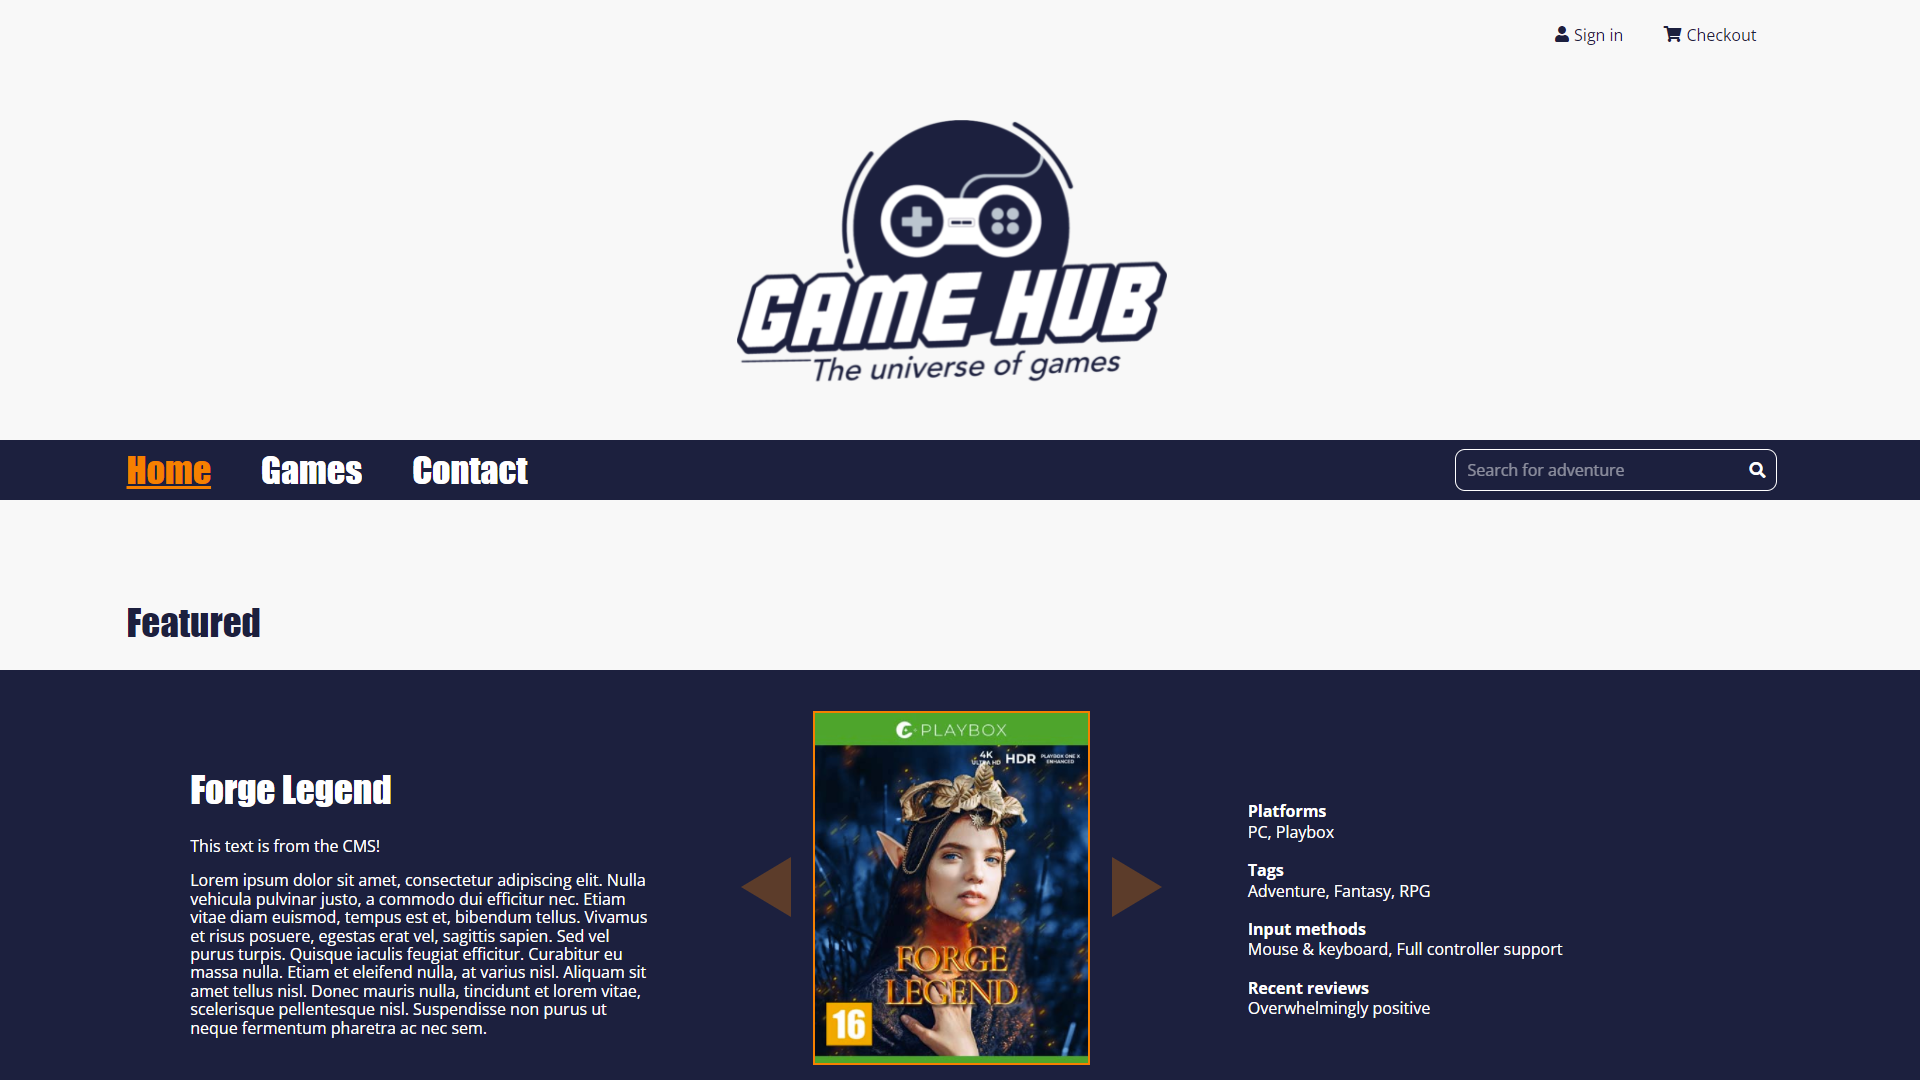 Sign in
Checkout
GAME HUB
The universe of games
Home
Games
Contact
Search for adventure
Featured
Forge Legend
This text is from the CMS!
Lorem ipsum dolor sit amet, consectetur adipiscing elit. Nulla
vehicula pulvinar justo, a commodo dui efficitur nec. Etiam
vitae diam euismod, tempus est et, bibendum tellus. Vivamus
et risus posuere, egestas erat vel, sagittis sapien. Sed vel
purus turpis. Quisque iaculis feugiat efficitur. Curabitur eu
massa nulla. Etiam et eleifend nulla, at varius nisl. Aliquam sit
amet tellus nisl. Donec mauris nulla, tincidunt et lorem vitae,
scelerisque pellentesque nisl. Suspendisse non purus ut
neque fermentum pharetra ac nec sem.
PLAYBOX
4K
ULTRA HD
HDR
PLAYBOX ONE X
ENHANCED
FORGE
LEGEND
16
Platforms
PC, Playbox
Tags
Adventure, Fantasy, RPG
Input methods
Mouse & keyboard, Full controller support
Recent reviews
Overwhelmingly positive